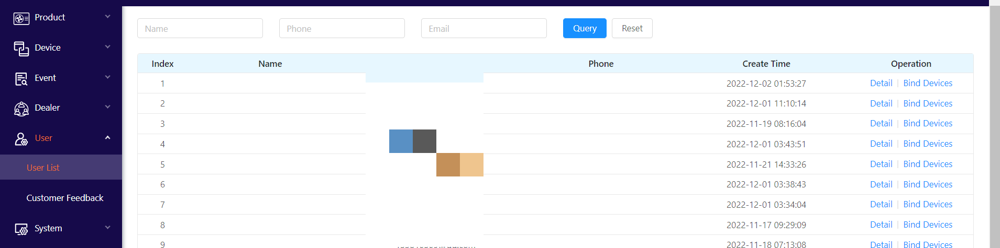 Product
Device
Event
Dealer
User
User List
Customer Feedback
System
Name Phone Email Query Reset
Index Name Phone Create Time Operation
1 2022-12-02 01:53:27 Detail | Bind Devices
2 2022-12-01 11:10:14 Detail | Bind Devices
3 2022-11-19 08:16:04 Detail | Bind Devices
4 2022-12-01 03:43:51 Detail | Bind Devices
5 2022-11-21 14:33:26 Detail | Bind Devices
6 2022-12-01 03:38:43 Detail | Bind Devices
7 2022-12-01 03:34:04 Detail | Bind Devices
8 2022-11-17 09:29:09 Detail | Bind Devices
9 2022-11-18 07:13:08 Detail | Bind Devices